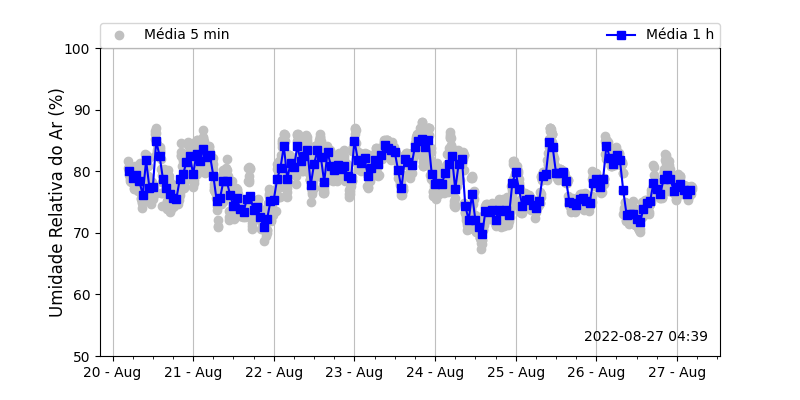 Média 5 min
Média 1 h
Umidade Relativa do Ar (%)
100
90
80
70
60
50
2022-08-27 04:39
20 - Aug
21 - Aug
22 - Aug
23 - Aug
24 - Aug
25 - Aug
26 - Aug
27 - Aug